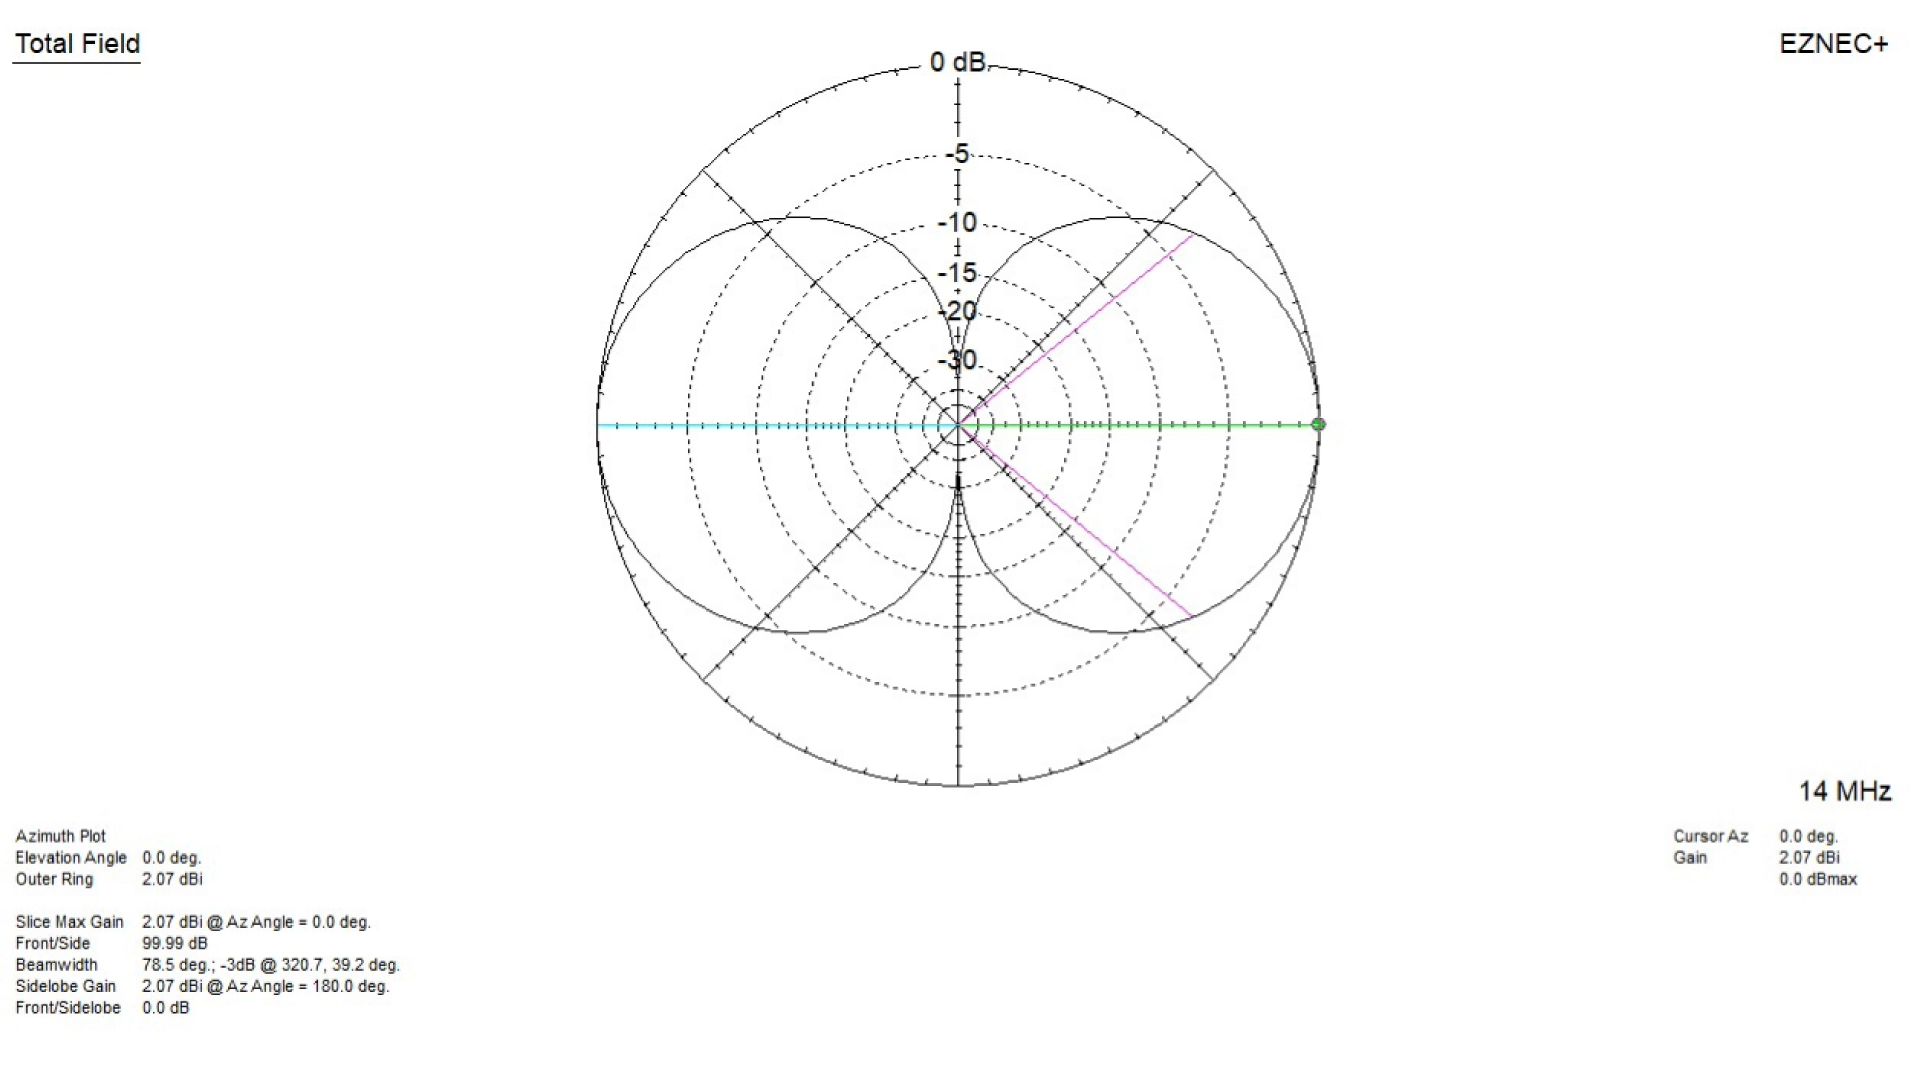 Total Field
EZNEC+
0 dB
-5
-10
-15
-20
-30
14 MHz
Azimuth Plot
Elevation Angle 0.0 deg.
Outer Ring 2.07 dBi
Slice Max Gain 2.07 dBi @ Az Angle = 0.0 deg.
Front/Side 99.99 dB
Beamwidth 78.5 deg.; -3dB @ 320.7, 39.2 deg.
Sidelobe Gain 2.07 dBi @ Az Angle = 180.0 deg.
Front/Sidelobe 0.0 dB
Cursor Az 0.0 deg.
Gain 2.07 dBi
0.0 dBmax